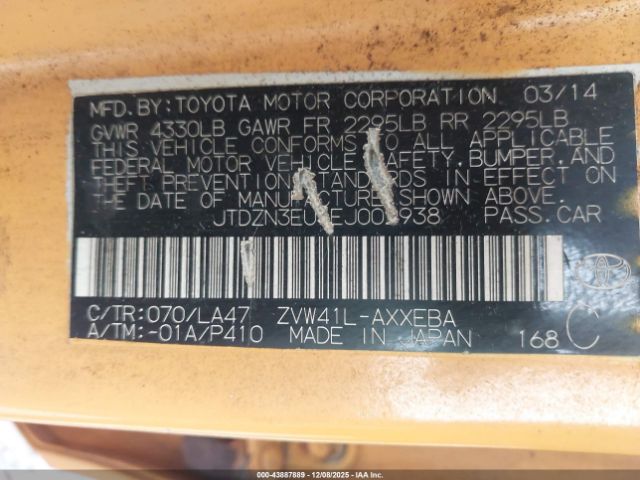 MFD. BY: TOYOTA MOTOR CORPORATION 03/14
GVWR 4330LB GAWR FR 2295LB RR 2295LB
THIS VEHICLE CONFORMS TO ALL APPLICABLE
FEDERAL MOTOR VEHICLE SAFETY, BUMPER, AND
THEFT PREVENTION STANDARDS IN EFFECT ON
THE DATE OF MANUFACTURE SHOWN ABOVE.
PASS. CAR
C/TR: 070/LA47 ZVW41L-AXXEBA
A/TM: -01A/P410 MADE IN JAPAN 168 C
000-43887889 | 12/08/2025 | IAA Inc.